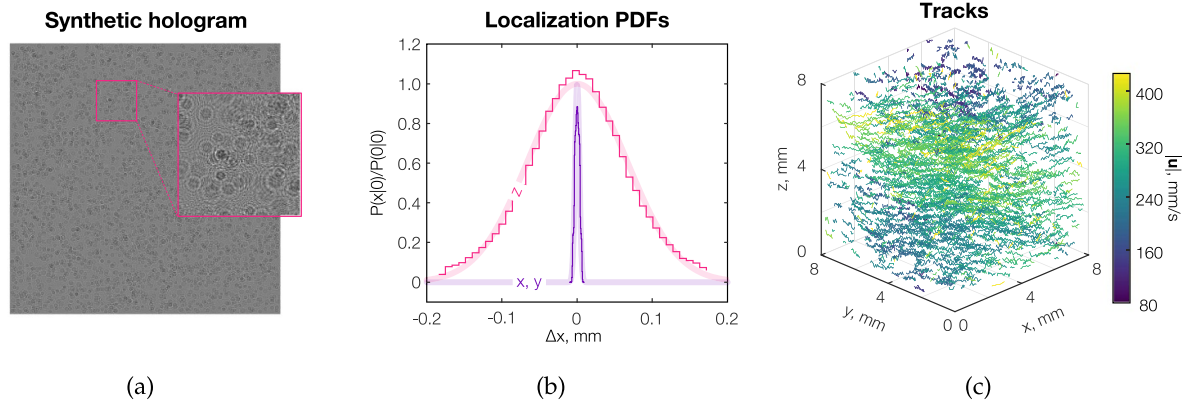 Synthetic hologram
Localization PDFs
Tracks
P(x|0)/P(0|0)
1.2
1.0
0.8
0.6
0.4
0.2
0
z
x, y
-0.2
-0.1
0
0.1
0.2
Δx, mm
z, mm
8
4
0
8
4
0
y, mm
0
4
8
x, mm
400
320
240
160
80
|u|, mm/s
(a)
(b)
(c)